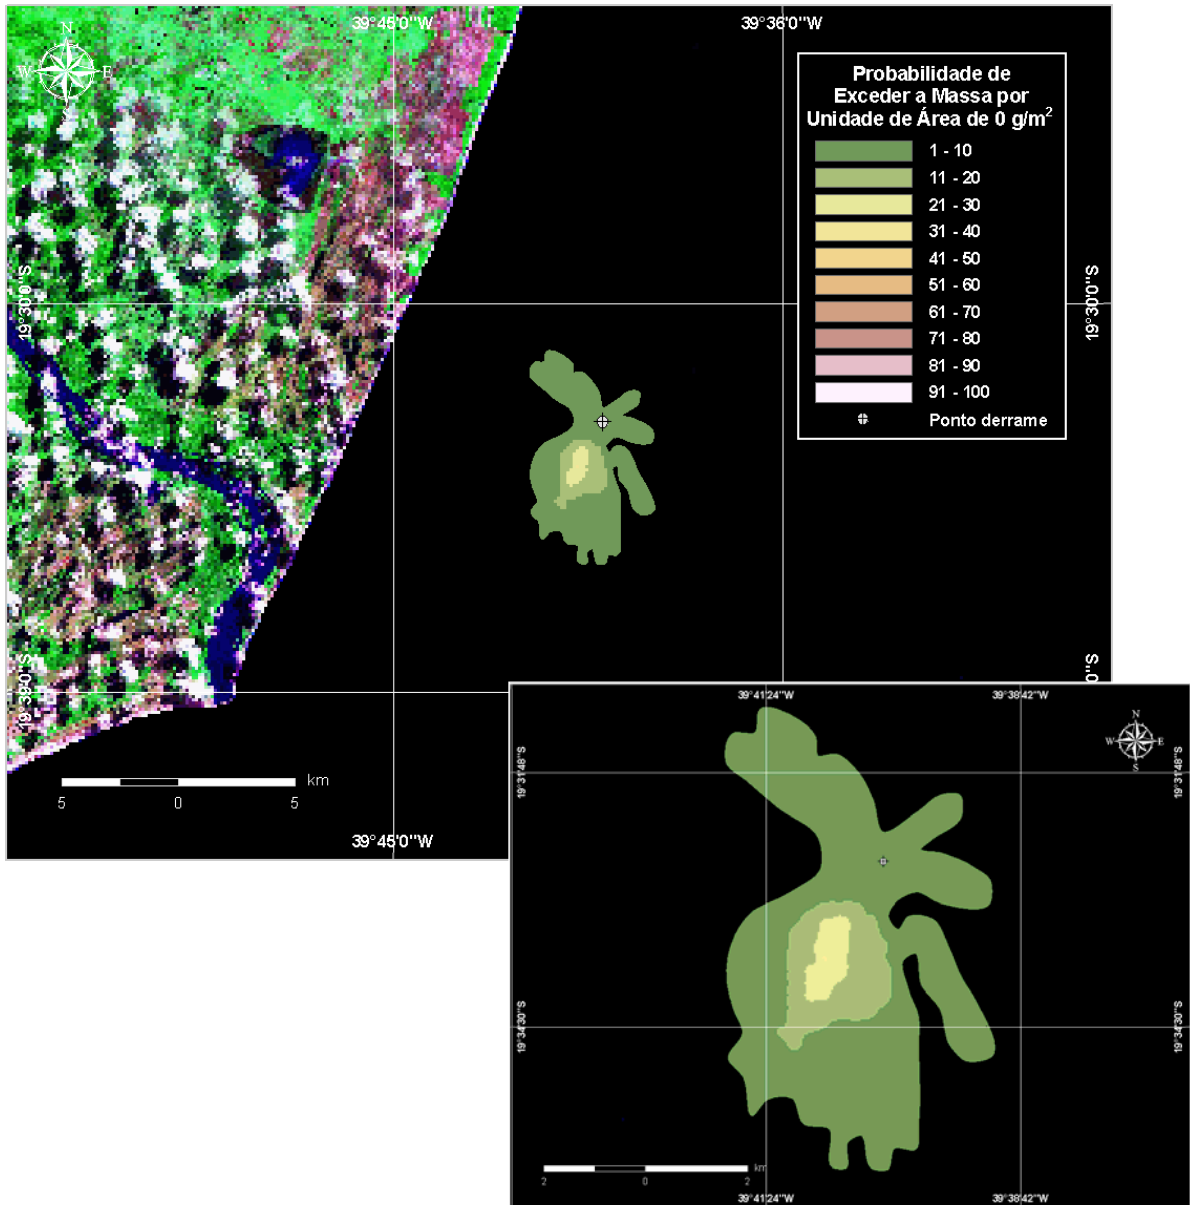 39°45'0"W
39°36'0"W
N
W
E
S
Probabilidade de
Exceder a Massa por
Unidade de Área de 0 g/m²
1 - 10
11 - 20
21 - 30
31 - 40
41 - 50
51 - 60
61 - 70
71 - 80
81 - 90
91 - 100
Ponto derrame
19°30'0"S
19°30'0"S
19°39'0"S
0"S
km
5
0
5
39°45'0"W
39°41'24"W
39°38'42"W
N
W
E
S
19°31'48"S
19°31'48"S
19°34'30"S
19°34'30"S
km
2
0
2
39°41'24"W
39°38'42"W